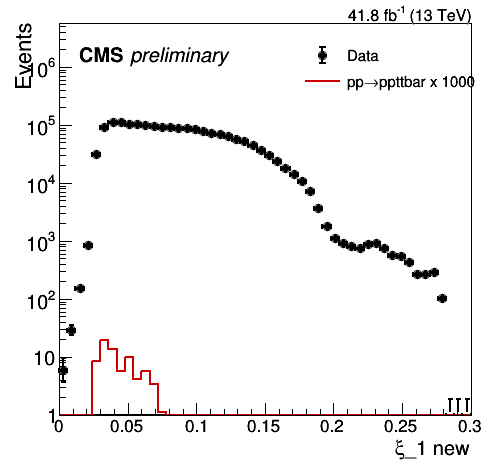 41.8 fb⁻¹ (13 TeV)
Events
CMS preliminary
Data
pp→ppttbar x 1000
10⁶
10⁵
10⁴
10³
10²
10
1
0 0.05 0.1 0.15 0.2 0.25 0.3
ξ_1 new